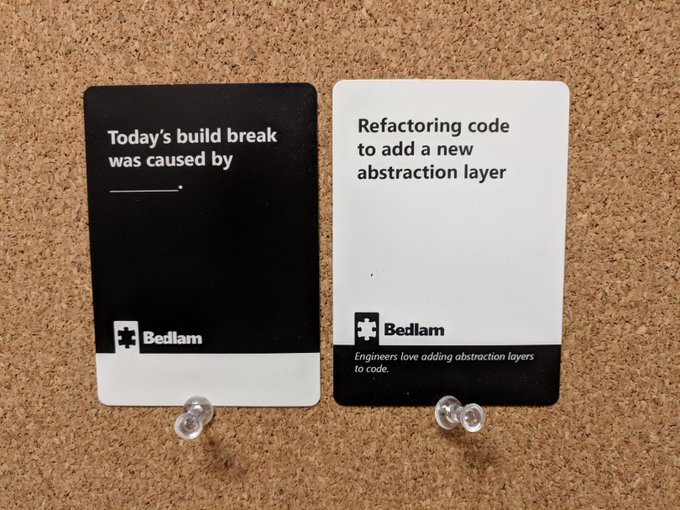 Today's build break
was caused by
________.
Bedlam
Refactoring code
to add a new
abstraction layer
Bedlam
Engineers love adding abstraction layers
to code.